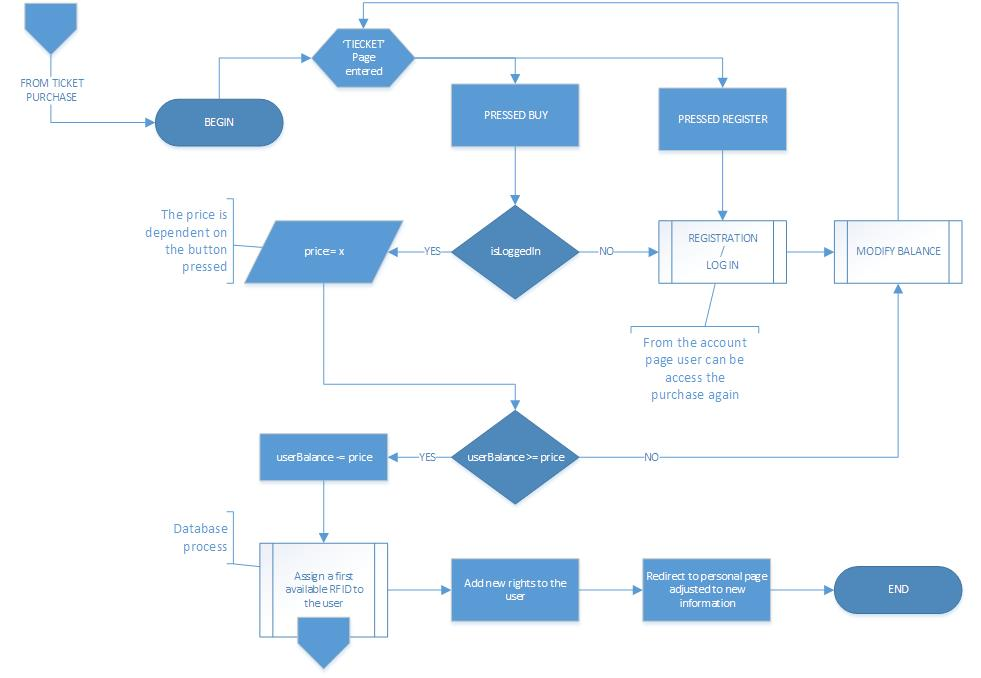 FROM TICKET
PURCHASE
BEGIN
'TIECKET'
Page
entered
PRESSED BUY
PRESSED REGISTER
The price is
dependent on
the button
pressed
price:= x
YES
isLoggedIn
NO
REGISTRATION
/
LOG IN
MODIFY BALANCE
From the account
page user can be
access the
purchase again
userBalance -= price
YES
userBalance >= price
NO
Database
process
Assign a first
available RFID to
the user
Add new rights to the
user
Redirect to personal page
adjusted to new
information
END